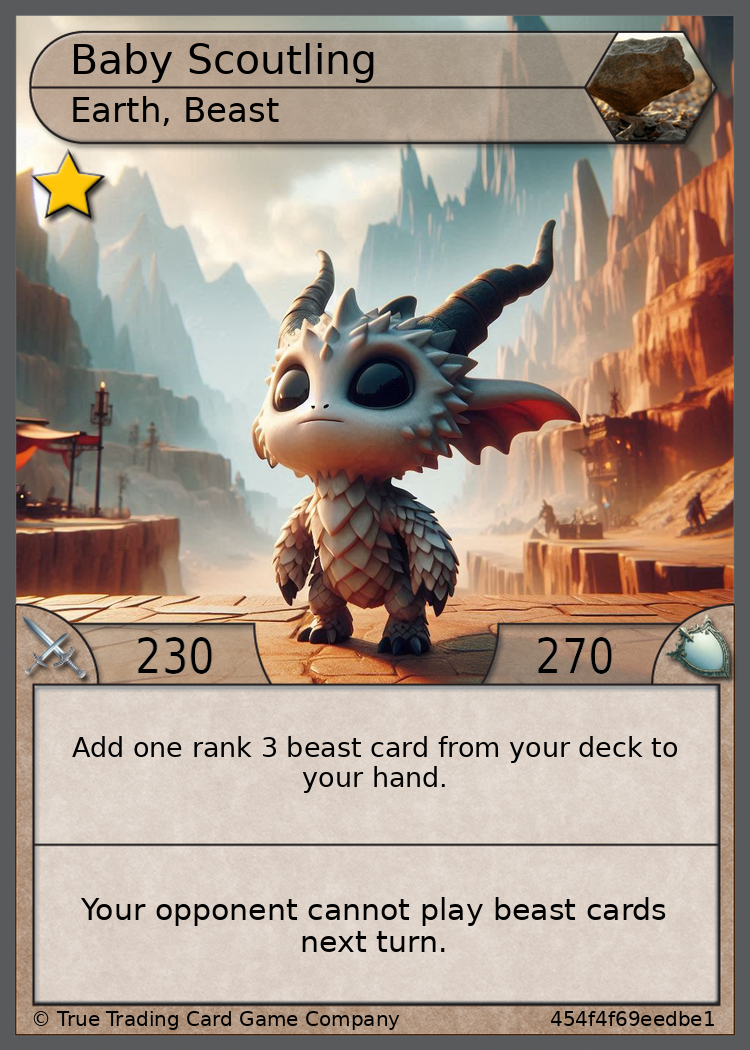 Baby Scoutling
Earth, Beast
230
270
Add one rank 3 beast card from your deck to
your hand.
Your opponent cannot play beast cards
next turn.
© True Trading Card Game Company
454f4f69eedbe1